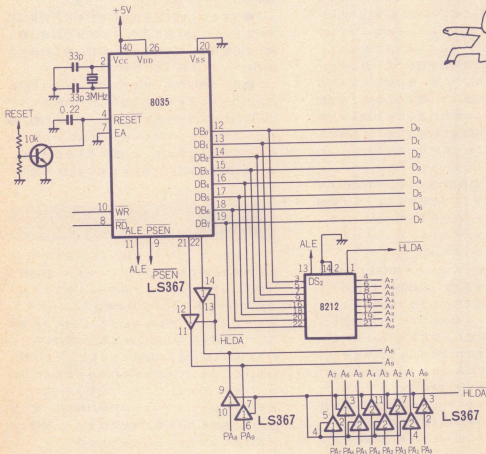 +5V
40 26 20
VCC VDD VSS
33p 2
33p 3MHz 3
8035
RESET 0.22 4 RESET
7 EA
10k
12 DB0 D0
13 DB1 D1
14 DB2 D2
15 DB3 D3
16 DB4 D4
17 DB5 D5
18 DB6 D6
19 DB7 D7
10 WR
8 RD
ALE PSEN
11 9 21 22
ALE PSEN
LS367
14
13
12
11
HLDA
ALE
13 14 2 1
HLDA
DS2
8212
3 4 A7
5 6 A6
7 8 A5
9 10 A4
16 15 A3
18 17 A2
20 19 A1
22 21 A0
A8
A9
9
10
7
6
PA8 PA9
LS367
A7 A6 A5 A4 A3 A2 A1 A0
HLDA
LS367
PA7 PA6 PA5 PA4 PA3 PA2 PA1 PA0